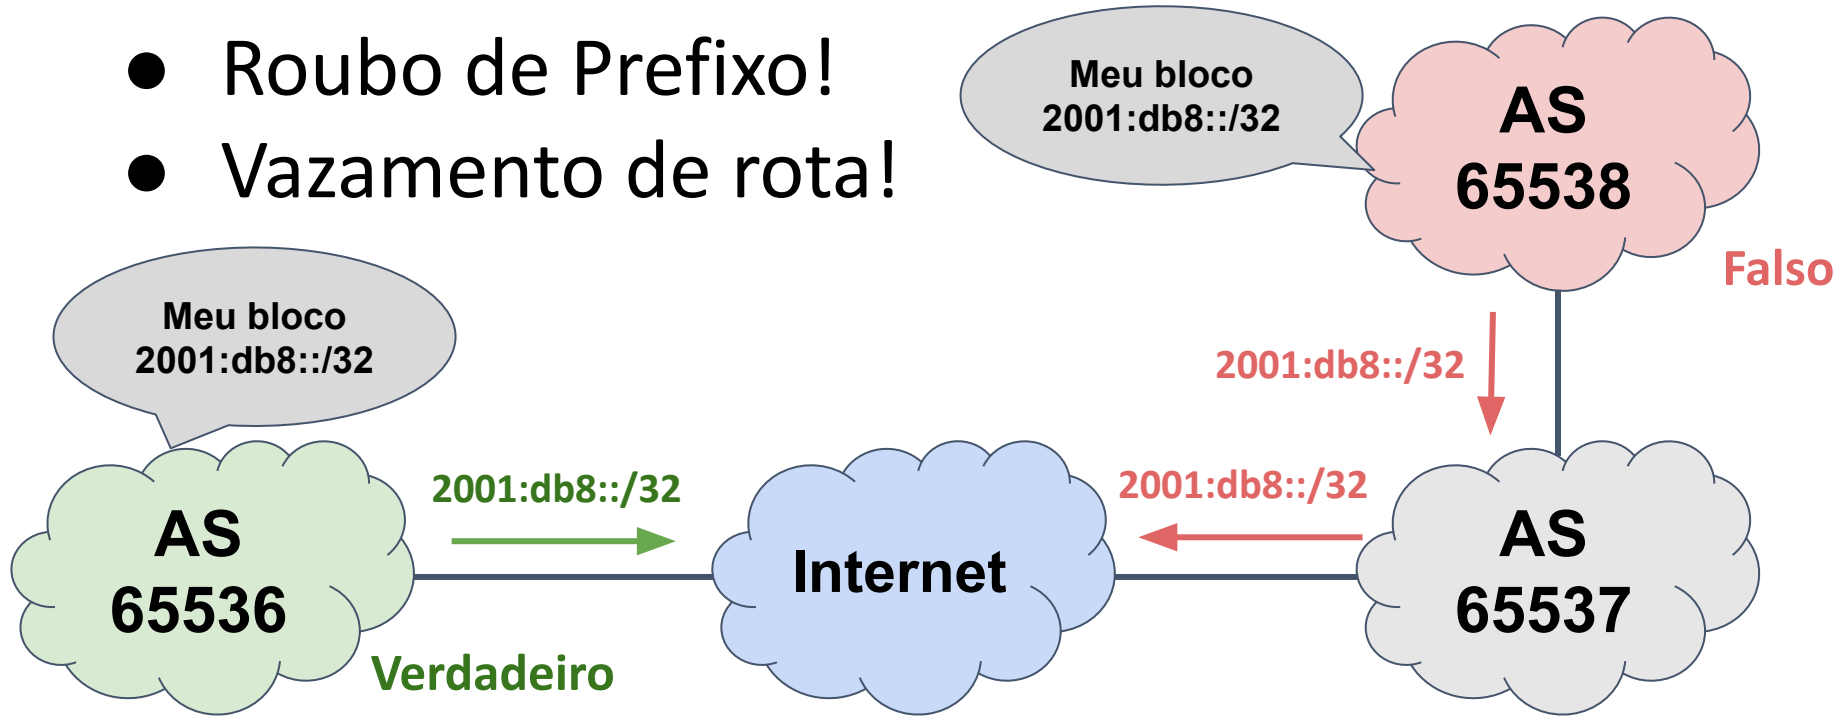 ● Roubo de Prefixo!
● Vazamento de rota!
Meu bloco
2001:db8::/32
AS
65538
Falso
2001:db8::/32
Meu bloco
2001:db8::/32
AS
65536
Verdadeiro
2001:db8::/32
Internet
2001:db8::/32
AS
65537